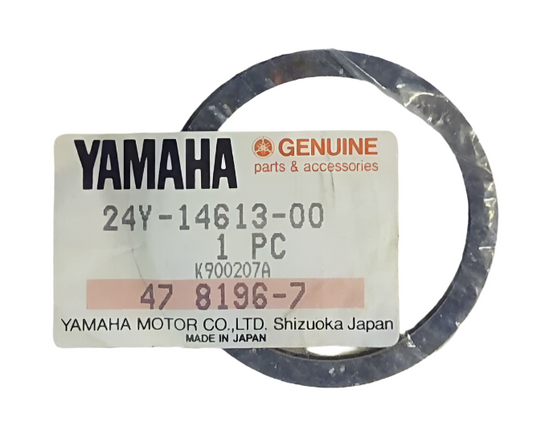 YAMAHA GENUINE
parts & accessories
24Y-14613-00
1 PC
K900207A
47 8196-7
YAMAHA MOTOR CO.,LTD. Shizuoka Japan
MADE IN JAPAN